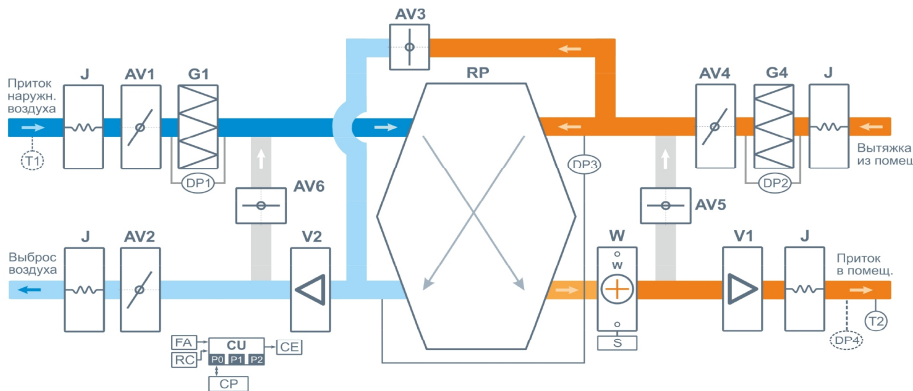 AV3
J
AV1
G1
RP
AV4
G4
J
Приток
наружн.
воздуха
T1
DP1
DP3
DP2
Вытяжка
из помещ
AV6
AV5
J
AV2
V2
W
V1
J
Выброс
воздуха
w
Приток
в помещ.
S
DP4
T2
FA
RC
CU
P0 P1 P2
CE
CP